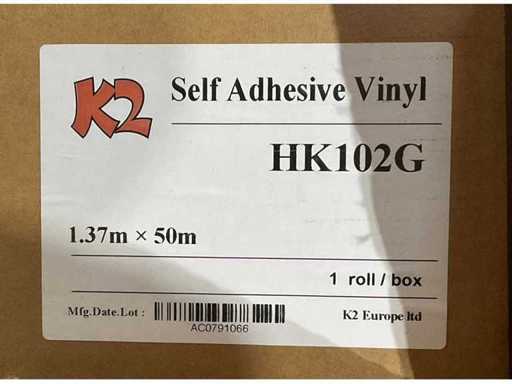 K2
Self Adhesive Vinyl
HK102G
1.37m × 50m
1 roll / box
Mfg.Date.Lot :
AC0791066
K2 Europe ltd